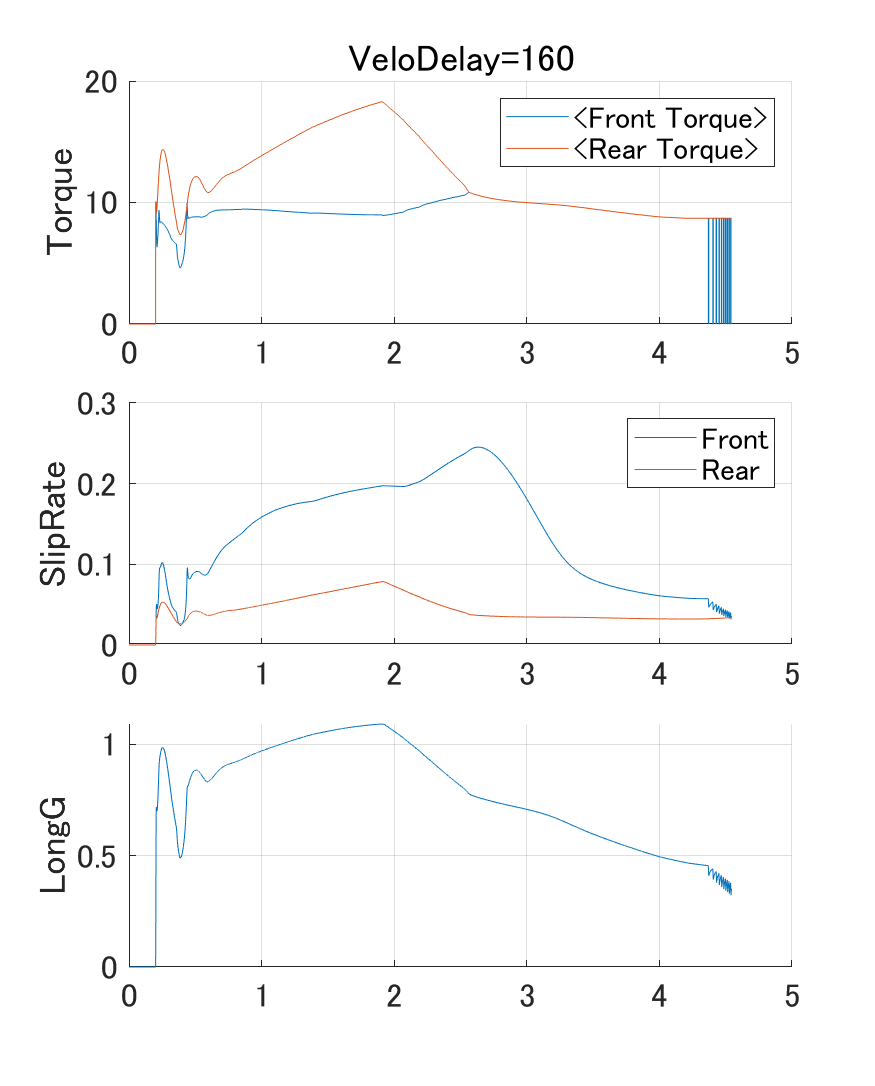 VeloDelay=160
20
10
0
Torque
<Front Torque>
<Rear Torque>
0 1 2 3 4 5
0.3
0.2
0.1
0
SlipRate
Front
Rear
0 1 2 3 4 5
1
0.5
0
LongG
0 1 2 3 4 5